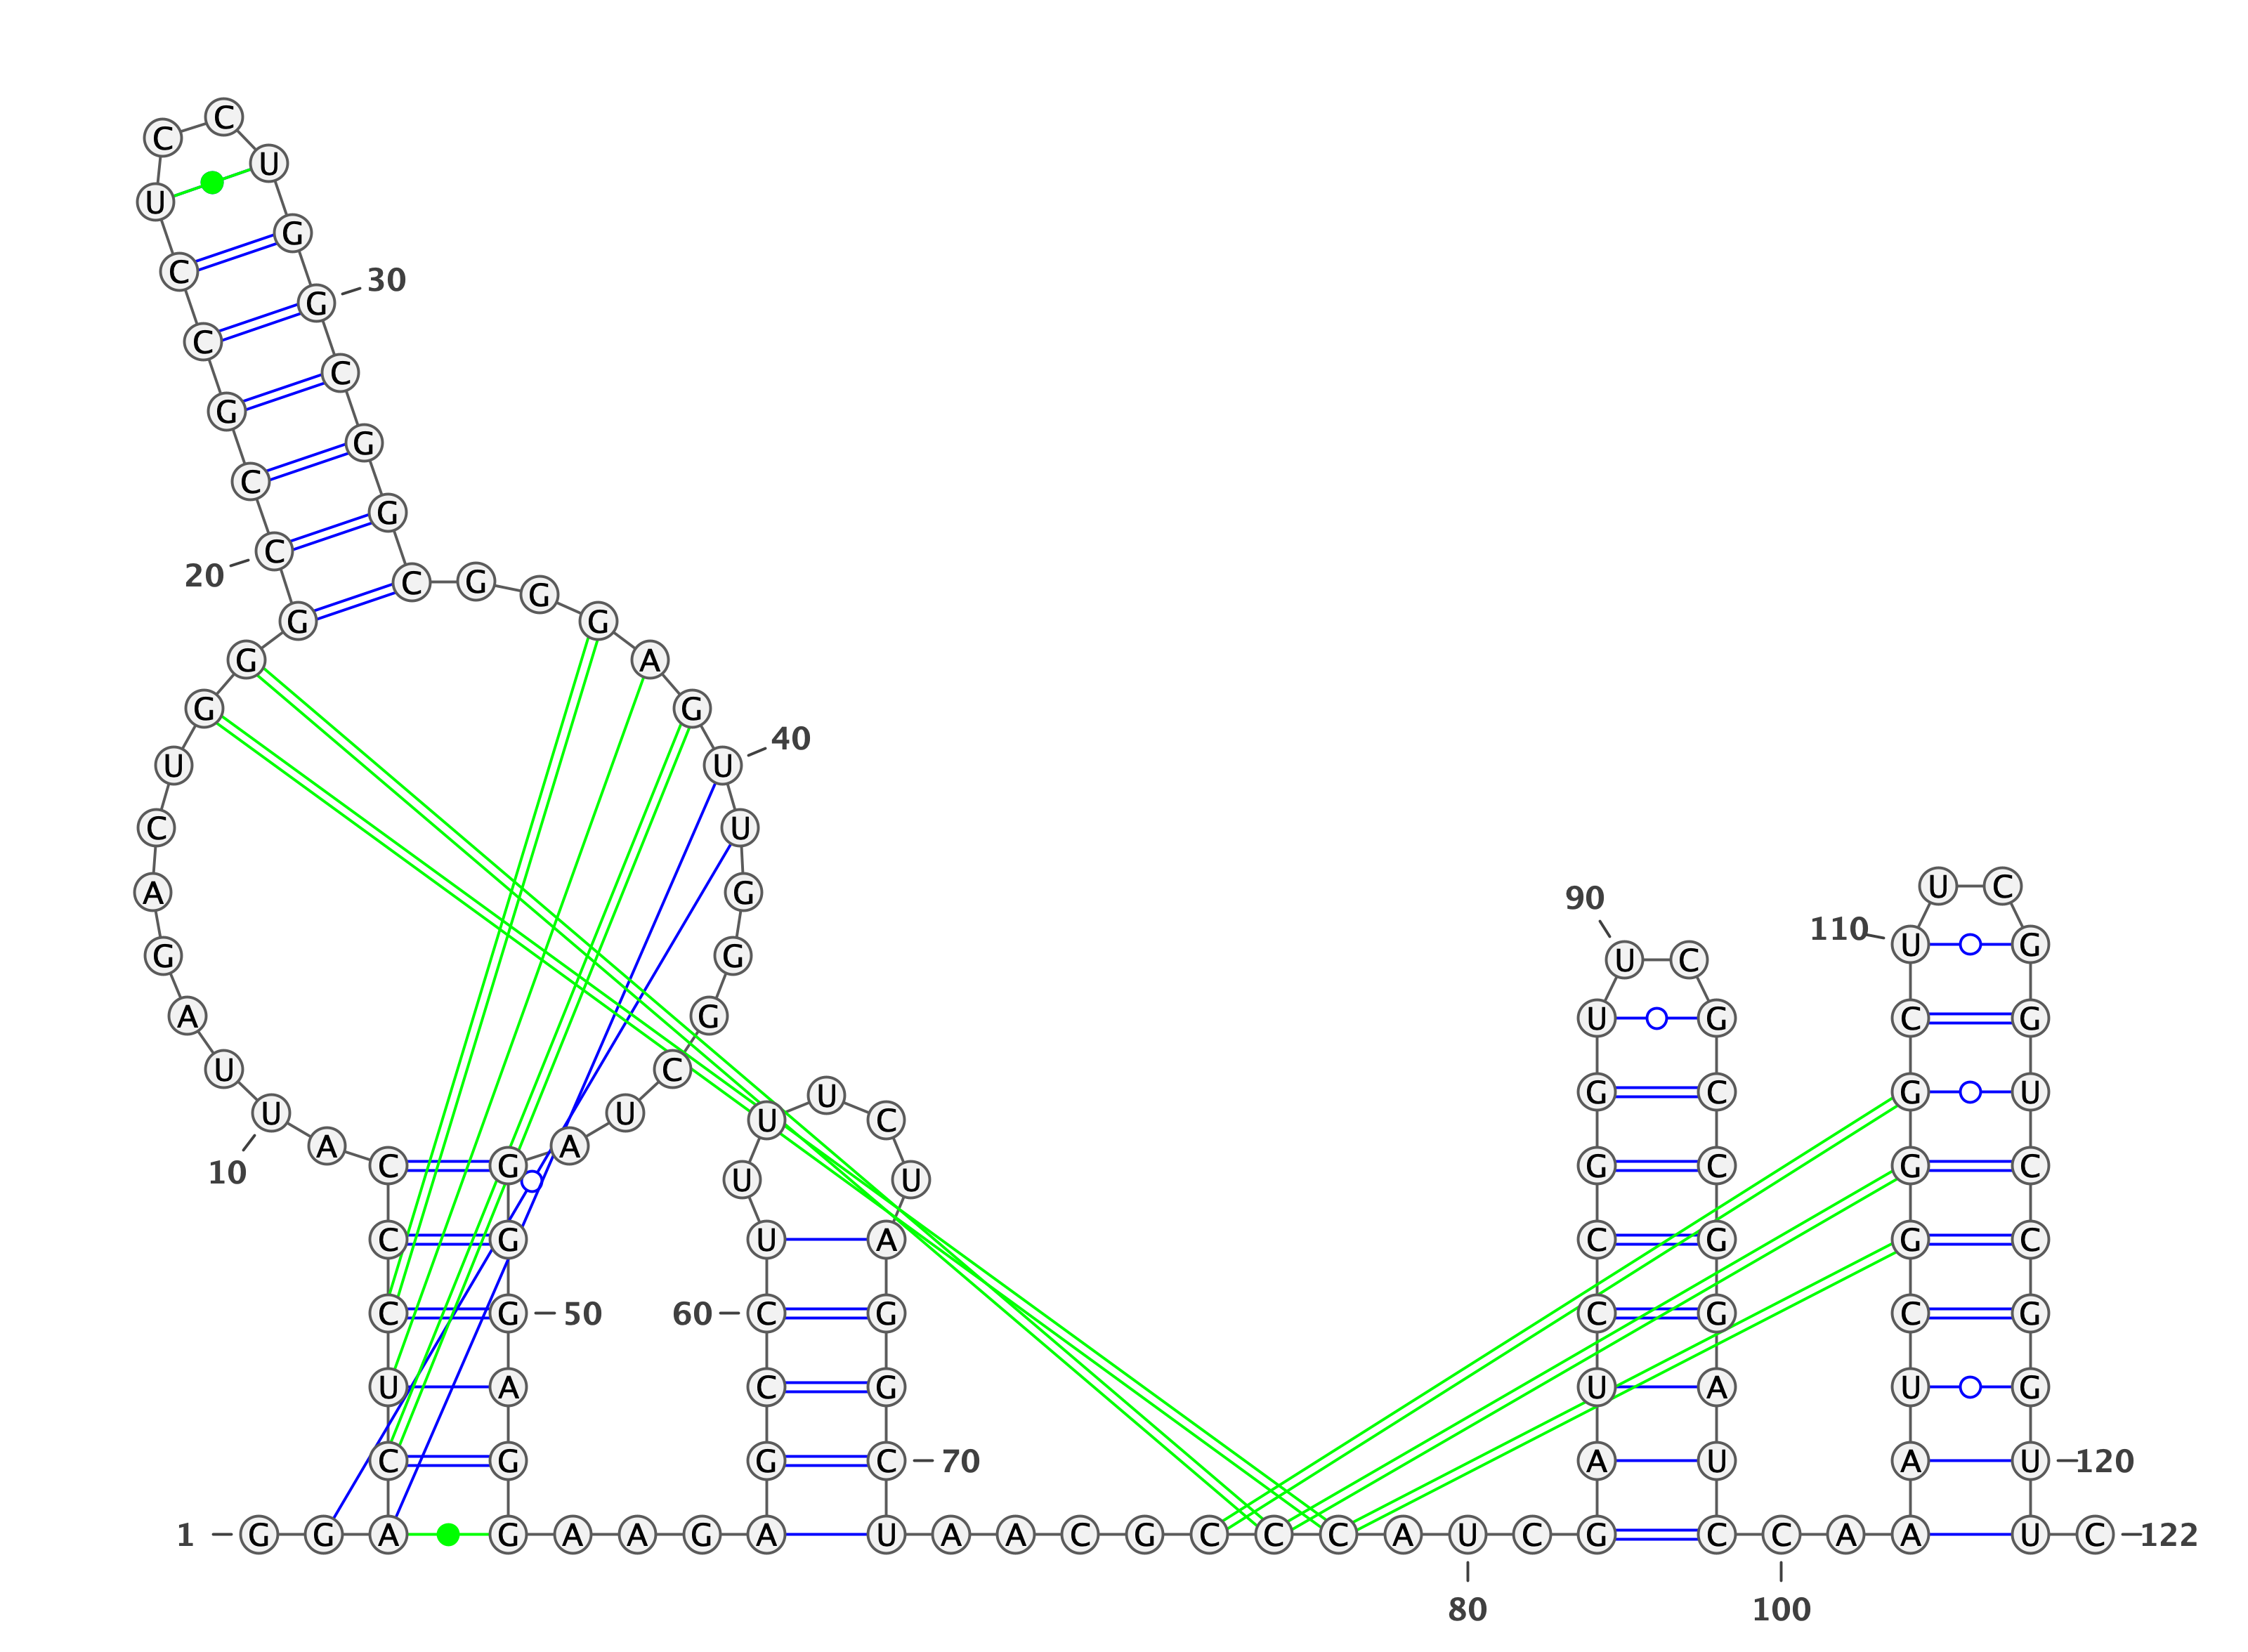 C
C
U
U
G
C 30
G
C
C
G
G
C
G
C
20 C G G
G G
G A
G G
40
U U
C U
U C
A G 90
110 U G
G G U C
A G U G C G
U C
U G C G U
U U U C
A A
C G G C G C
10 U U
C G U A C G G C
C G 50 60 C G C G C G
U A C G U A U G
C G G C 70 A U A U 120
1 G G A G A A G A U A A C G C C C A U C G C C A A A U C 122
80 100